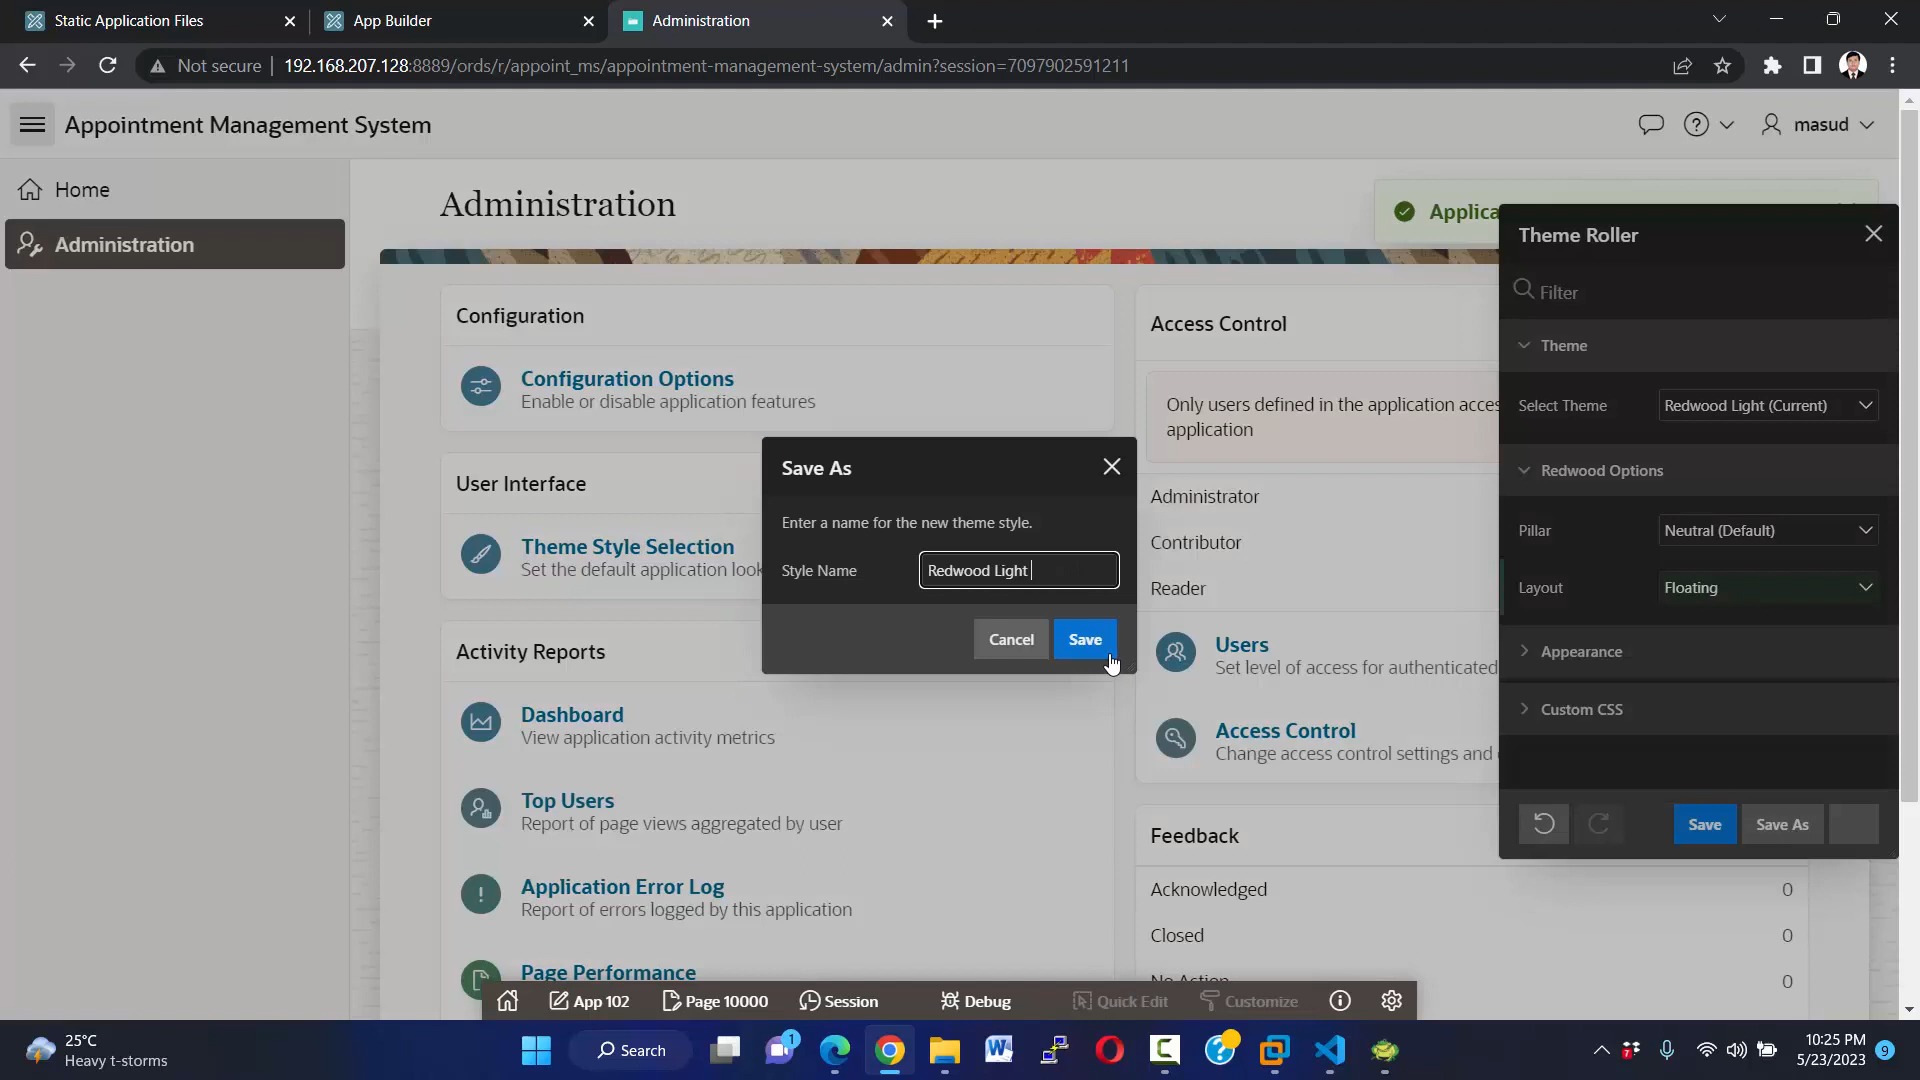 Static Application Files
App Builder
Administration
Not secure
192.168.207.128:8889/ords/r/appoint_ms/appointment-management-system/admin?session=7097902591211
Appointment Management System
masud
Home
Administration
Administration
Applica
Configuration
Configuration Options
Enable or disable application features
User Interface
Theme Style Selection
Set the default application look
Activity Reports
Dashboard
View application activity metrics
Top Users
Report of page views aggregated by user
Application Error Log
Report of errors logged by this application
Page Performance
Access Control
Only users defined in the application acces
application
Administrator
Contributor
Reader
Users
Set level of access for authenticated
Access Control
Change access control settings and
Feedback
Acknowledged 0
Closed 0
No Action 0
Save As
Enter a name for the new theme style.
Style Name
Redwood Light
Cancel
Save
Theme Roller
Filter
Theme
Select Theme
Redwood Light (Current)
Redwood Options
Pillar
Neutral (Default)
Layout
Floating
Appearance
Custom CSS
Save
Save As
App 102
Page 10000
Session
Debug
Quick Edit
Customize
25°C
Heavy t-storms
Search
1
7
10:25 PM
5/23/2023
9